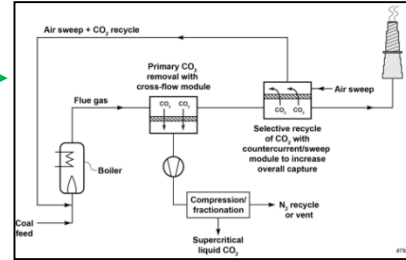 Air sweep + CO₂ recycle
Primary CO₂
removal with
cross-flow module
Flue gas
CO₂ CO₂
Air sweep
CO₂ CO₂
Selective recycle
of CO₂ with
countercurrent/sweep
module to increase
overall capture
Boiler
Coal
feed
Compression/
fractionation
N₂ recycle
or vent
Supercritical
liquid CO₂